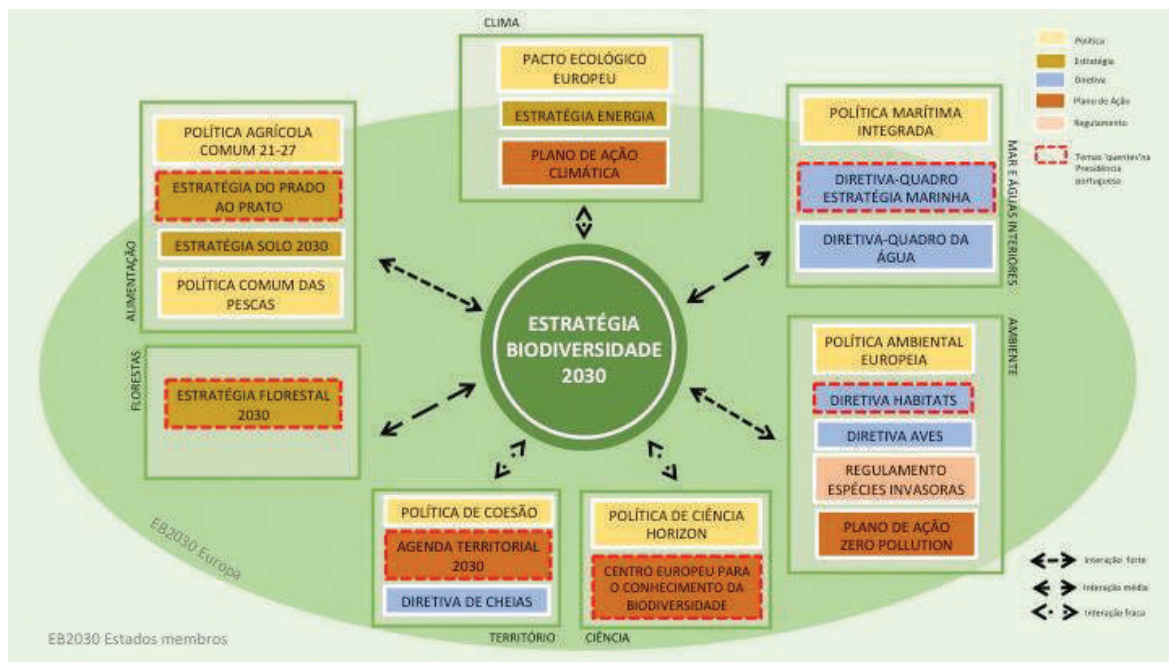 CLIMA
PACTO ECOLÓGICO
EUROPEU
ESTRATÉGIA ENERGIA
PLANO DE AÇÃO
CLIMÁTICA
Política
Estratégia
Diretiva
Plano de Ação
Regulamento
Temas 'quentes' na
Presidência
portuguesa
POLÍTICA AGRÍCOLA
COMUM 21-27
ESTRATÉGIA DO PRADO
AO PRATO
ESTRATÉGIA SOLO 2030
POLÍTICA COMUM DAS
PESCAS
ALIMENTAÇÃO
POLÍTICA MARÍTIMA
INTEGRADA
DIRETIVA-QUADRO
ESTRATÉGIA MARINHA
DIRETIVA-QUADRO DA
ÁGUA
MAR E ÁGUAS INTERIORES
ESTRATÉGIA
BIODIVERSIDADE
2030
FLORESTAS
ESTRATÉGIA FLORESTAL
2030
AMBIENTE
POLÍTICA AMBIENTAL
EUROPEIA
DIRETIVA HABITATS
DIRETIVA AVES
REGULAMENTO
ESPÉCIES INVASORAS
PLANO DE AÇÃO
ZERO POLLUTION
POLÍTICA DE COESÃO
AGENDA TERRITORIAL
2030
DIRETIVA DE CHEIAS
TERRITÓRIO
POLÍTICA DE CIÊNCIA
HORIZON
CENTRO EUROPEU PARA
O CONHECIMENTO DA
BIODIVERSIDADE
CIÊNCIA
Interação forte
Interação média
Interação fraca
EB2030 Europa
EB2030 Estados membros